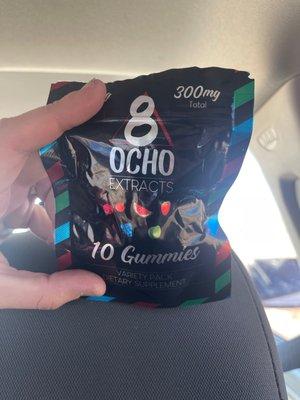 300mg
Total
8
OCHO
EXTRACTS
10 Gummies
VARIETY PACK
DIETARY SUPPLEMENT